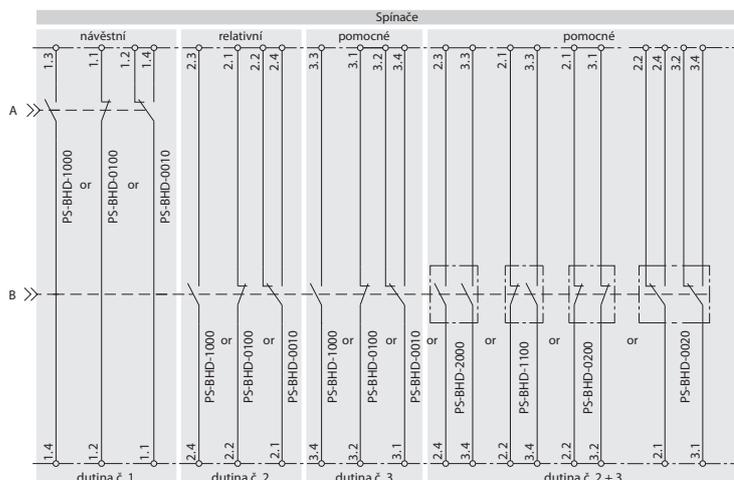 Spínače
návěstní
relativní
pomocné
pomocné
1.3
1.1
1.2
1.4
2.3
2.1
2.2
2.4
3.3
3.1
3.2
3.4
2.3
3.3
2.1
3.3
2.1
3.1
2.2
2.4
3.2
3.4
A
PS-BHD-1000
or
PS-BHD-0100
or
PS-BHD-0010
B
PS-BHD-1000
or
PS-BHD-0100
or
PS-BHD-0010
PS-BHD-1000
or
PS-BHD-0100
or
PS-BHD-0010
or
PS-BHD-2000
or
PS-BHD-1100
or
PS-BHD-0200
or
PS-BHD-0020
1.4
1.2
1.1
2.4
2.2
2.1
3.4
3.2
3.1
2.4
3.4
2.2
3.4
2.2
3.2
2.1
3.1
dutina č. 1
dutina č. 2
dutina č. 3
dutina č. 2 + 3